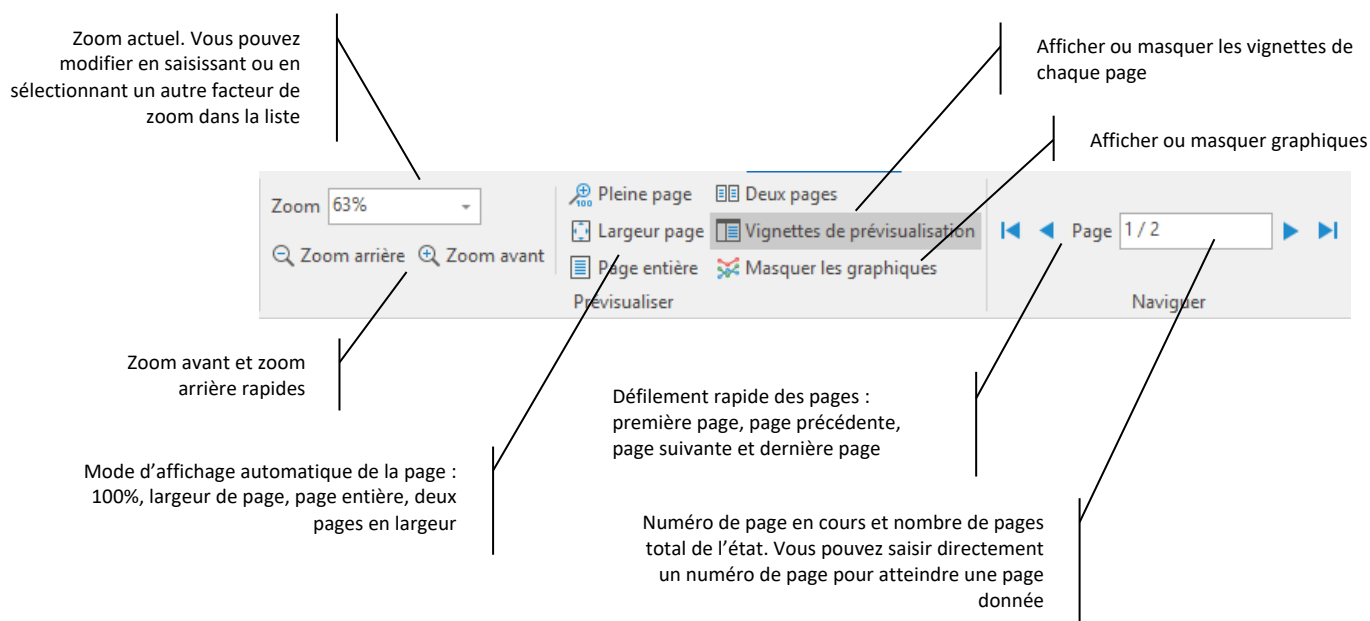 Zoom actuel. Vous pouvez
modifier en saisissant ou en
sélectionnant un autre facteur de
zoom dans la liste
Afficher ou masquer les vignettes de
chaque page
Afficher ou masquer graphiques
Zoom 63%
Zoom arrière Zoom avant
100 Pleine page
Deux pages
Largeur page
Vignettes de prévisualisation
Page entière
Masquer les graphiques
Prévisualiser
Page 1 / 2
Naviguer
Zoom avant et zoom
arrière rapides
Défilement rapide des pages :
première page, page précédente,
page suivante et dernière page
Mode d’affichage automatique de la page :
100%, largeur de page, page entière, deux
pages en largeur
Numéro de page en cours et nombre de pages
total de l’état. Vous pouvez saisir directement
un numéro de page pour atteindre une page
donnée